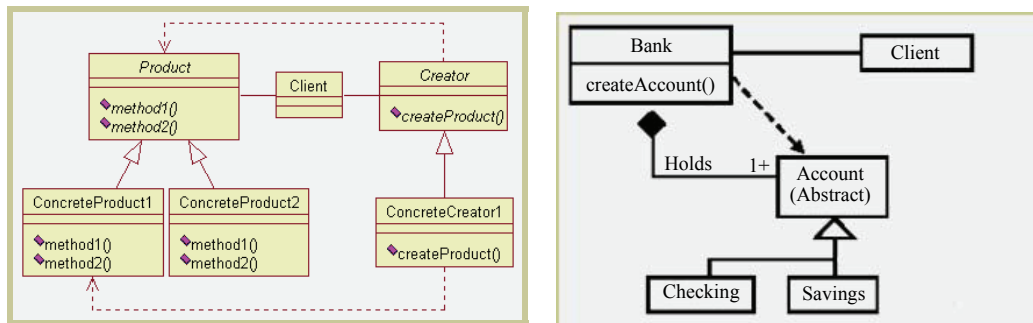 Product
method1()
method2()
Client
Creator
createProduct()
ConcreteProduct1
method1()
method2()
ConcreteProduct2
method1()
method2()
ConcreteCreator1
createProduct()
Bank
createAccount()
Client
Holds
1+
Account
(Abstract)
Checking
Savings